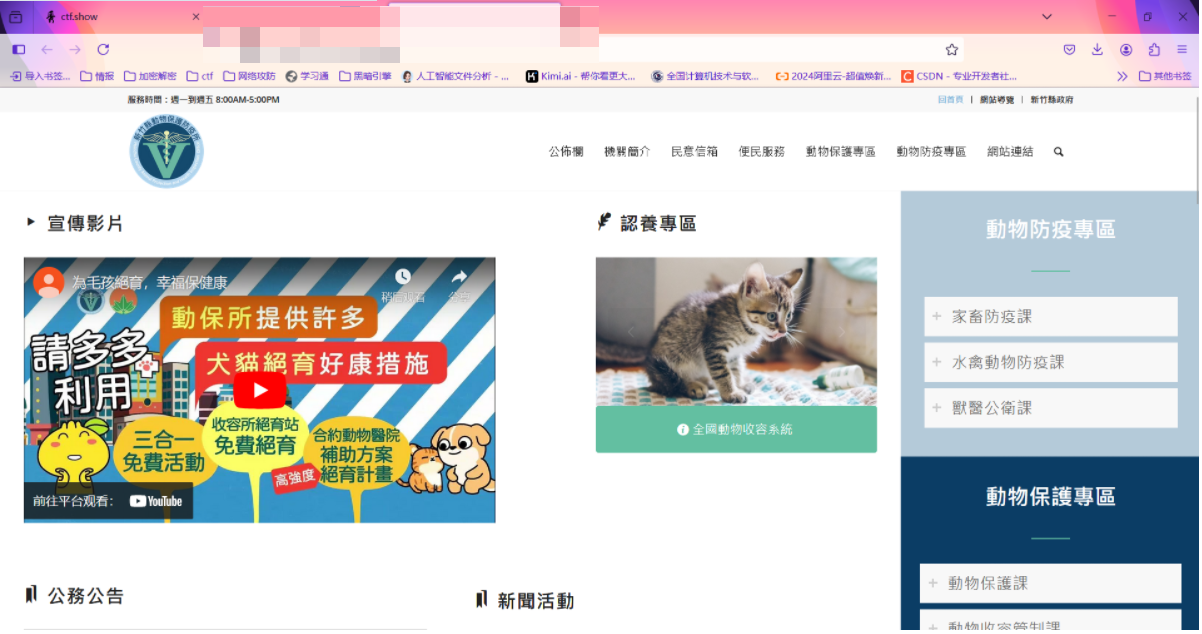 ctf.show
导入书签...
情报
加密解密
ctf
网络攻防
学习通
黑暗引擎
人工智能文件分析 - ...
Kimi.ai - 帮你看更大...
全国计算机技术与软...
2024阿里云-超值焕新...
CSDN - 专业开发者社...
其他书签
服務時間：週一到週五 8:00AM-5:00PM
回首頁 | 網站導覽 | 新竹縣政府
新竹縣動物保護防疫所
公佈欄
機關簡介
民意信箱
便民服務
動物保護專區
動物防疫專區
網站連結
宣傳影片
認養專區
動物防疫專區
為毛孩絕育，幸福保健康
稍后观看
分享
動保所提供許多
犬貓絕育好康措施
請多多
利用
三合一
免費活動
收容所絕育站
免費絕育
高強度
合約動物醫院
補助方案
絕育計畫
前往平台观看：
YouTube
全國動物收容系統
家畜防疫課
水禽動物防疫課
獸醫公衛課
動物保護專區
動物保護課
動物收容管制課
公務公告
新聞活動